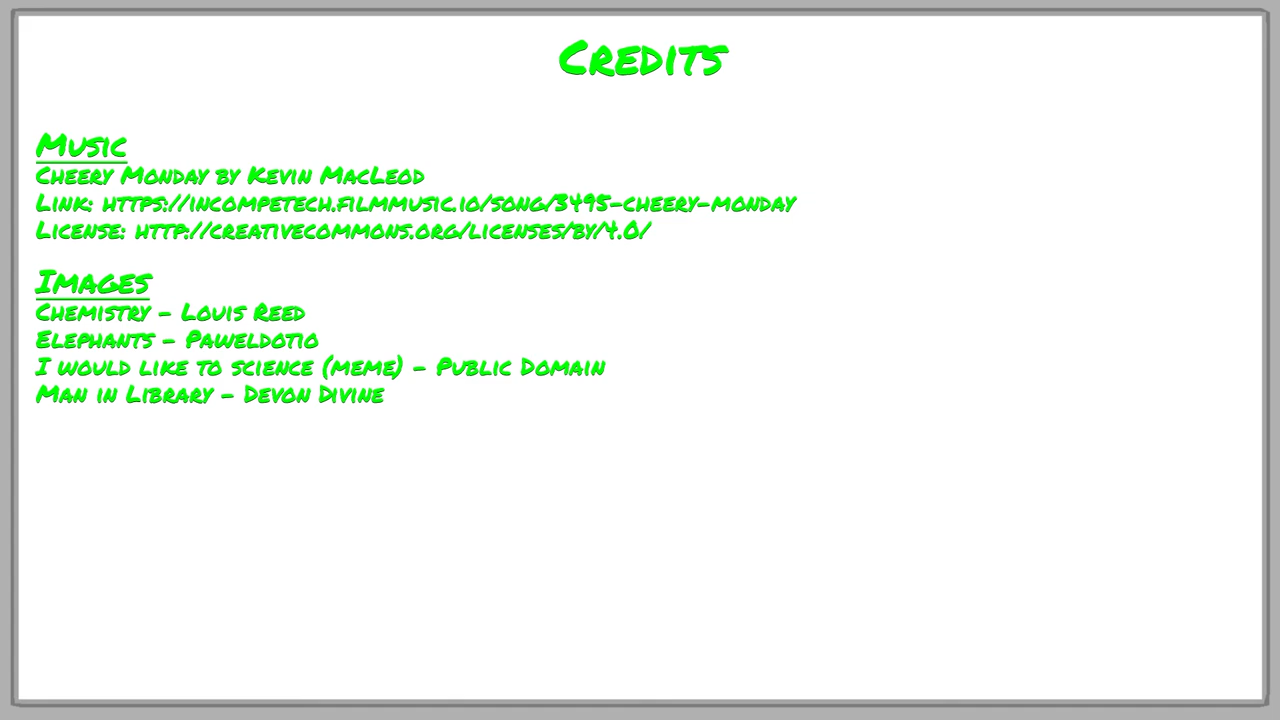 Credits
Music
Cheery Monday by Kevin MacLeod
Link: https://incompetech.filmmusic.io/song/3495-cheery-monday
License: http://creativecommons.org/licenses/by/4.0/
Images
Chemistry - Louis Reed
Elephants - Paweldotio
I would like to science (meme) - Public Domain
Man in Library - Devon Divine